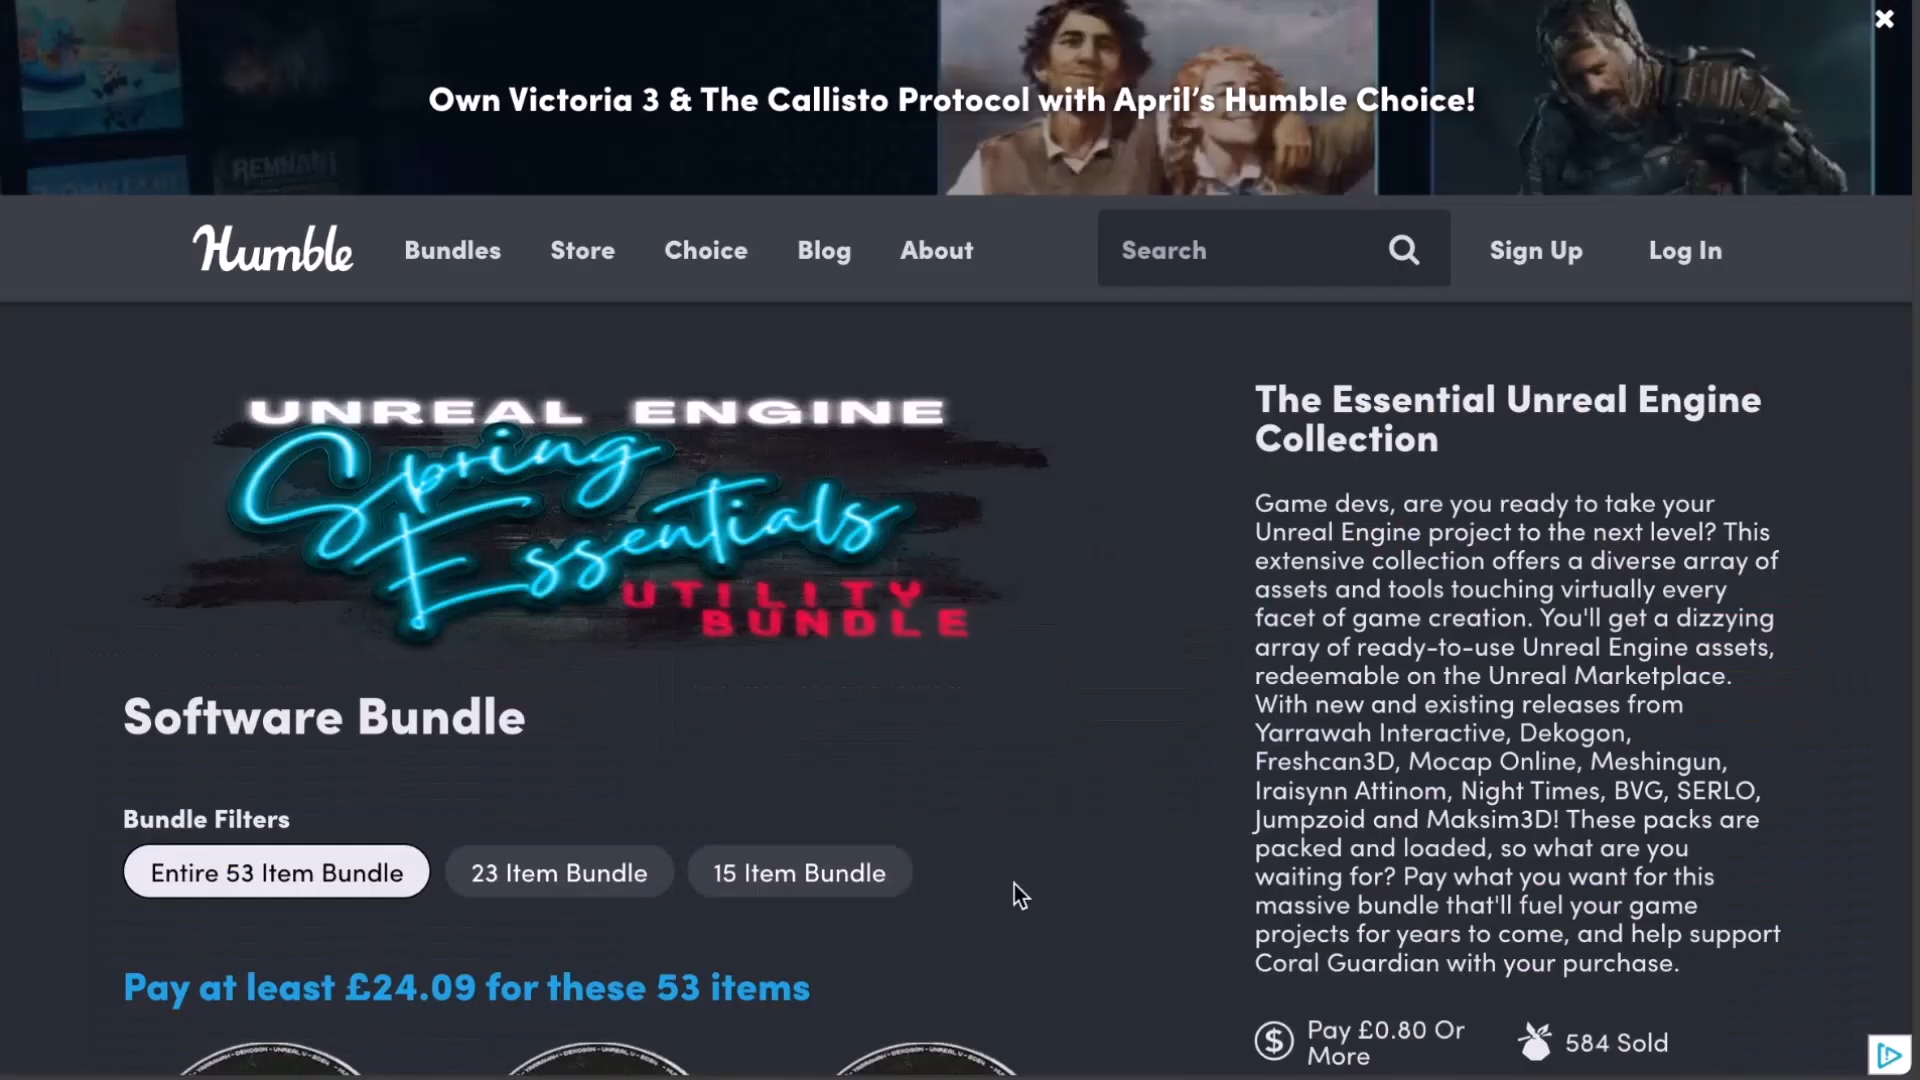 REMNANT
Own Victoria 3 & The Callisto Protocol with April's Humble Choice!
Humble
Bundles
Store
Choice
Blog
About
Search
Sign Up
Log In
UNREAL ENGINE
Spring
Essentials
UTILITY
BUNDLE
Software Bundle
Bundle Filters
Entire 53 Item Bundle
23 Item Bundle
15 Item Bundle
Pay at least £24.09 for these 53 items
The Essential Unreal Engine
Collection
Game devs, are you ready to take your
Unreal Engine project to the next level? This
extensive collection offers a diverse array of
assets and tools touching virtually every
facet of game creation. You'll get a dizzying
array of ready-to-use Unreal Engine assets,
redeemable on the Unreal Marketplace.
With new and existing releases from
Yarrawah Interactive, Dekogon,
Freshcan3D, Mocap Online, Meshingun,
Iraisynn Attinom, Night Times, BVG, SERLO,
Jumpzoid and Maksim3D! These packs are
packed and loaded, so what are you
waiting for? Pay what you want for this
massive bundle that'll fuel your game
projects for years to come, and help support
Coral Guardian with your purchase.
Pay £0.80 Or
More
584 Sold